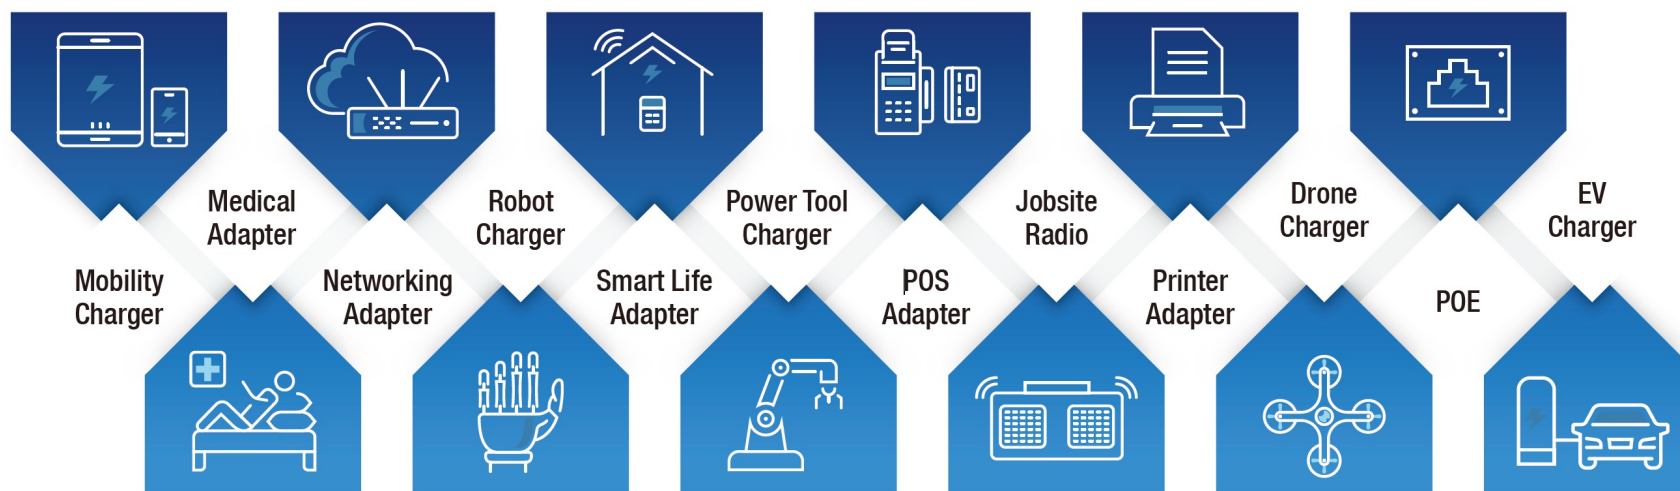 Mobility
Charger
Medical
Adapter
Networking
Adapter
Robot
Charger
Smart Life
Adapter
Power Tool
Charger
POS
Adapter
Jobsite
Radio
Printer
Adapter
Drone
Charger
POE
EV
Charger